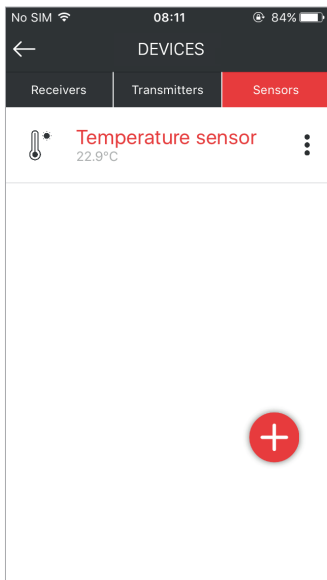 No SIM 08:11 84%
DEVICES
Receivers Transmitters Sensors
Temperature sensor
22.9°C